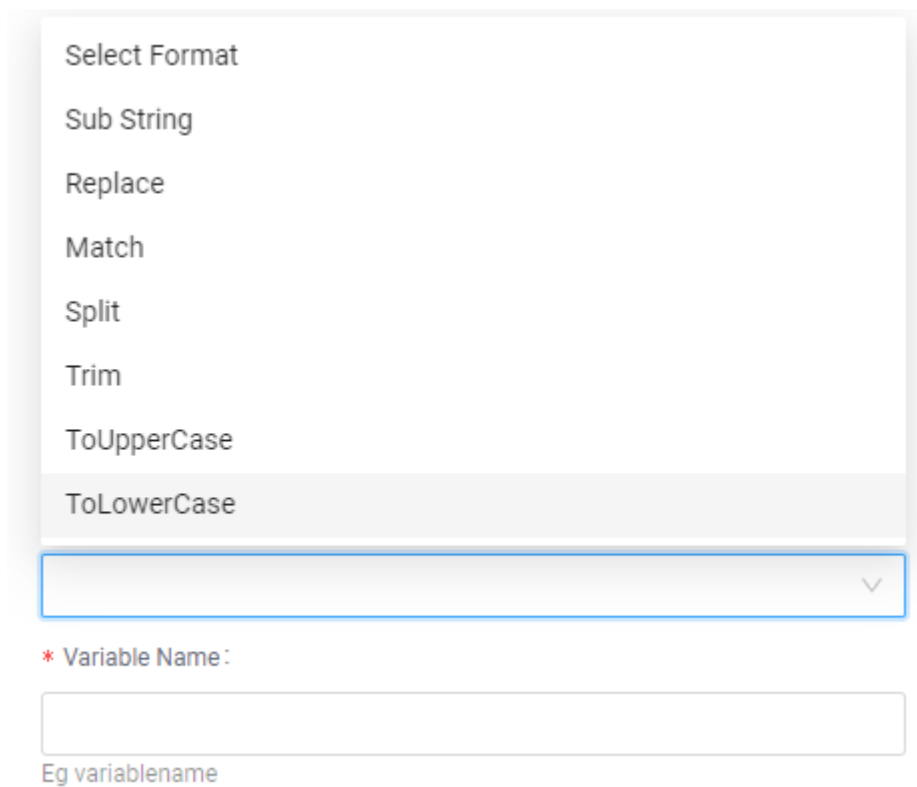 Select Format
Sub String
Replace
Match
Split
Trim
ToUpperCase
ToLowerCase
* Variable Name:
Eg variablename